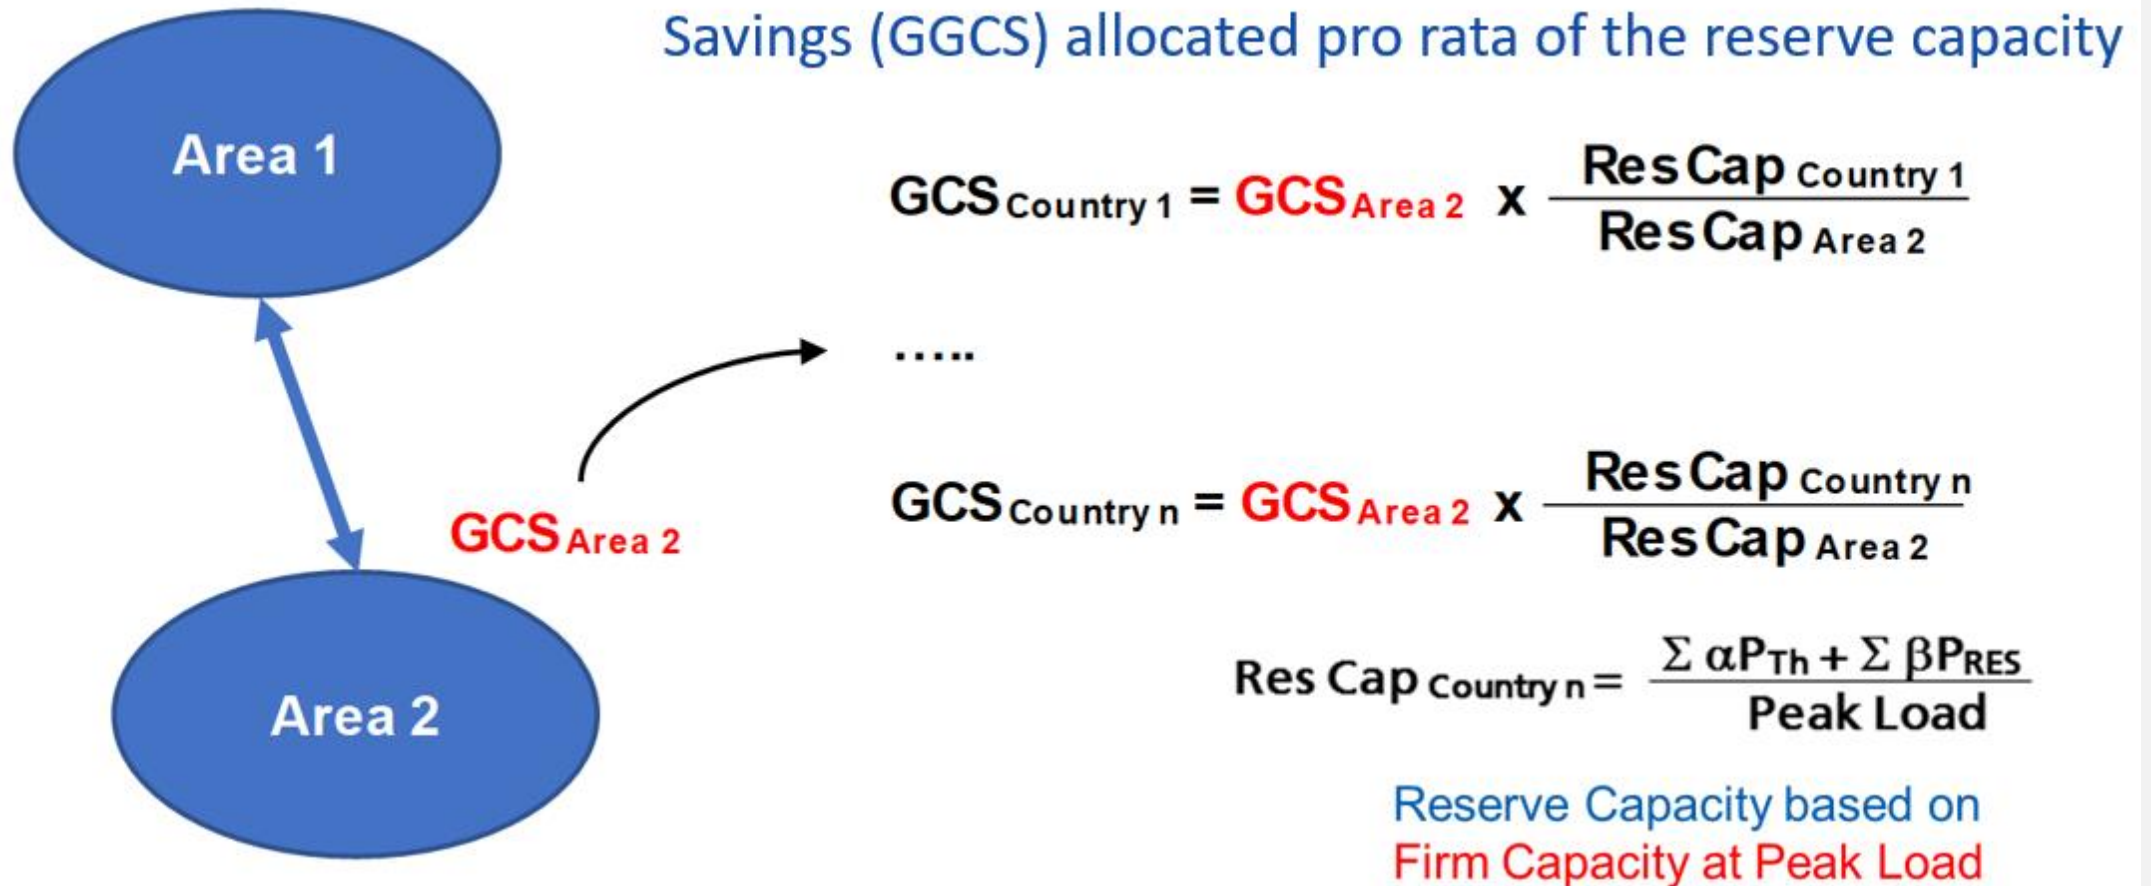 Savings (GGCS) allocated pro rata of the reserve capacity
Area 1
GCS Country 1 = GCS Area 2 x Res Cap Country 1 / Res Cap Area 2
.....
GCS Area 2
GCS Country n = GCS Area 2 x Res Cap Country n / Res Cap Area 2
Area 2
Res Cap Country n = Σ αPTh + Σ βPRES / Peak Load
Reserve Capacity based on
Firm Capacity at Peak Load